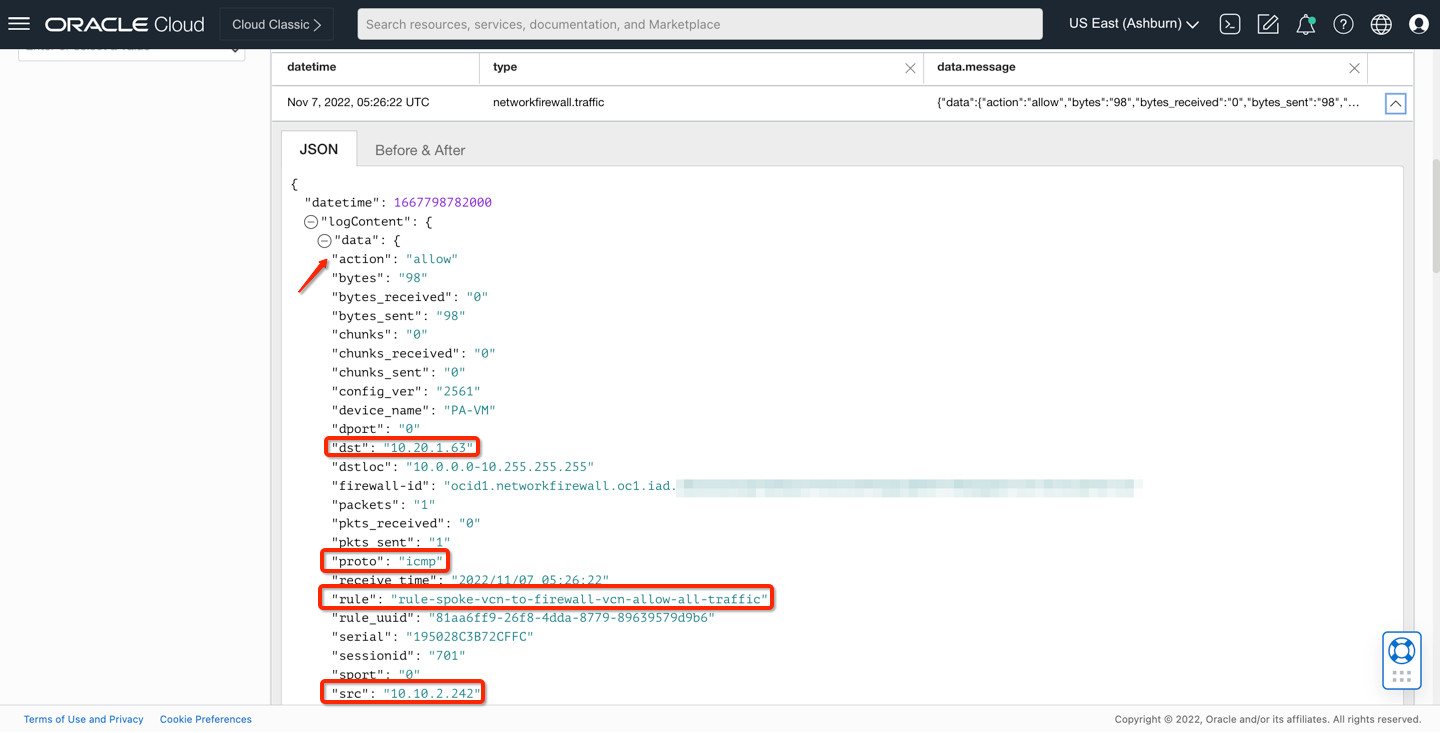 ORACLE Cloud
Cloud Classic >
Search resources, services, documentation, and Marketplace
US East (Ashburn)
datetime
type
data.message
Nov 7, 2022, 05:26:22 UTC
networkfirewall.traffic
{"data":{"action":"allow","bytes":"98","bytes_received":"0","bytes_sent":"98","...
JSON
Before & After
{
"datetime": 1667798782000
"logContent": {
"data": {
"action": "allow"
"bytes": "98"
"bytes_received": "0"
"bytes_sent": "98"
"chunks": "0"
"chunks_received": "0"
"chunks_sent": "0"
"config_ver": "2561"
"device_name": "PA-VM"
"dport": "0"
"dst": "10.20.1.63"
"dstloc": "10.0.0.0-10.255.255.255"
"firewall-id": "ocid1.networkfirewall.oc1.iad.
"packets": "1"
"pkts_received": "0"
"pkts_sent": "1"
"proto": "icmp"
"receive_time": "2022/11/07 05:26:22"
"rule": "rule-spoke-vcn-to-firewall-vcn-allow-all-traffic"
"rule_uuid": "81aa6ff9-26f8-4dda-8779-89639579d9b6"
"serial": "195028C3B72CFFC"
"sessionid": "701"
"sport": "0"
"src": "10.10.2.242"
Terms of Use and Privacy
Cookie Preferences
Copyright © 2022, Oracle and/or its affiliates. All rights reserved.